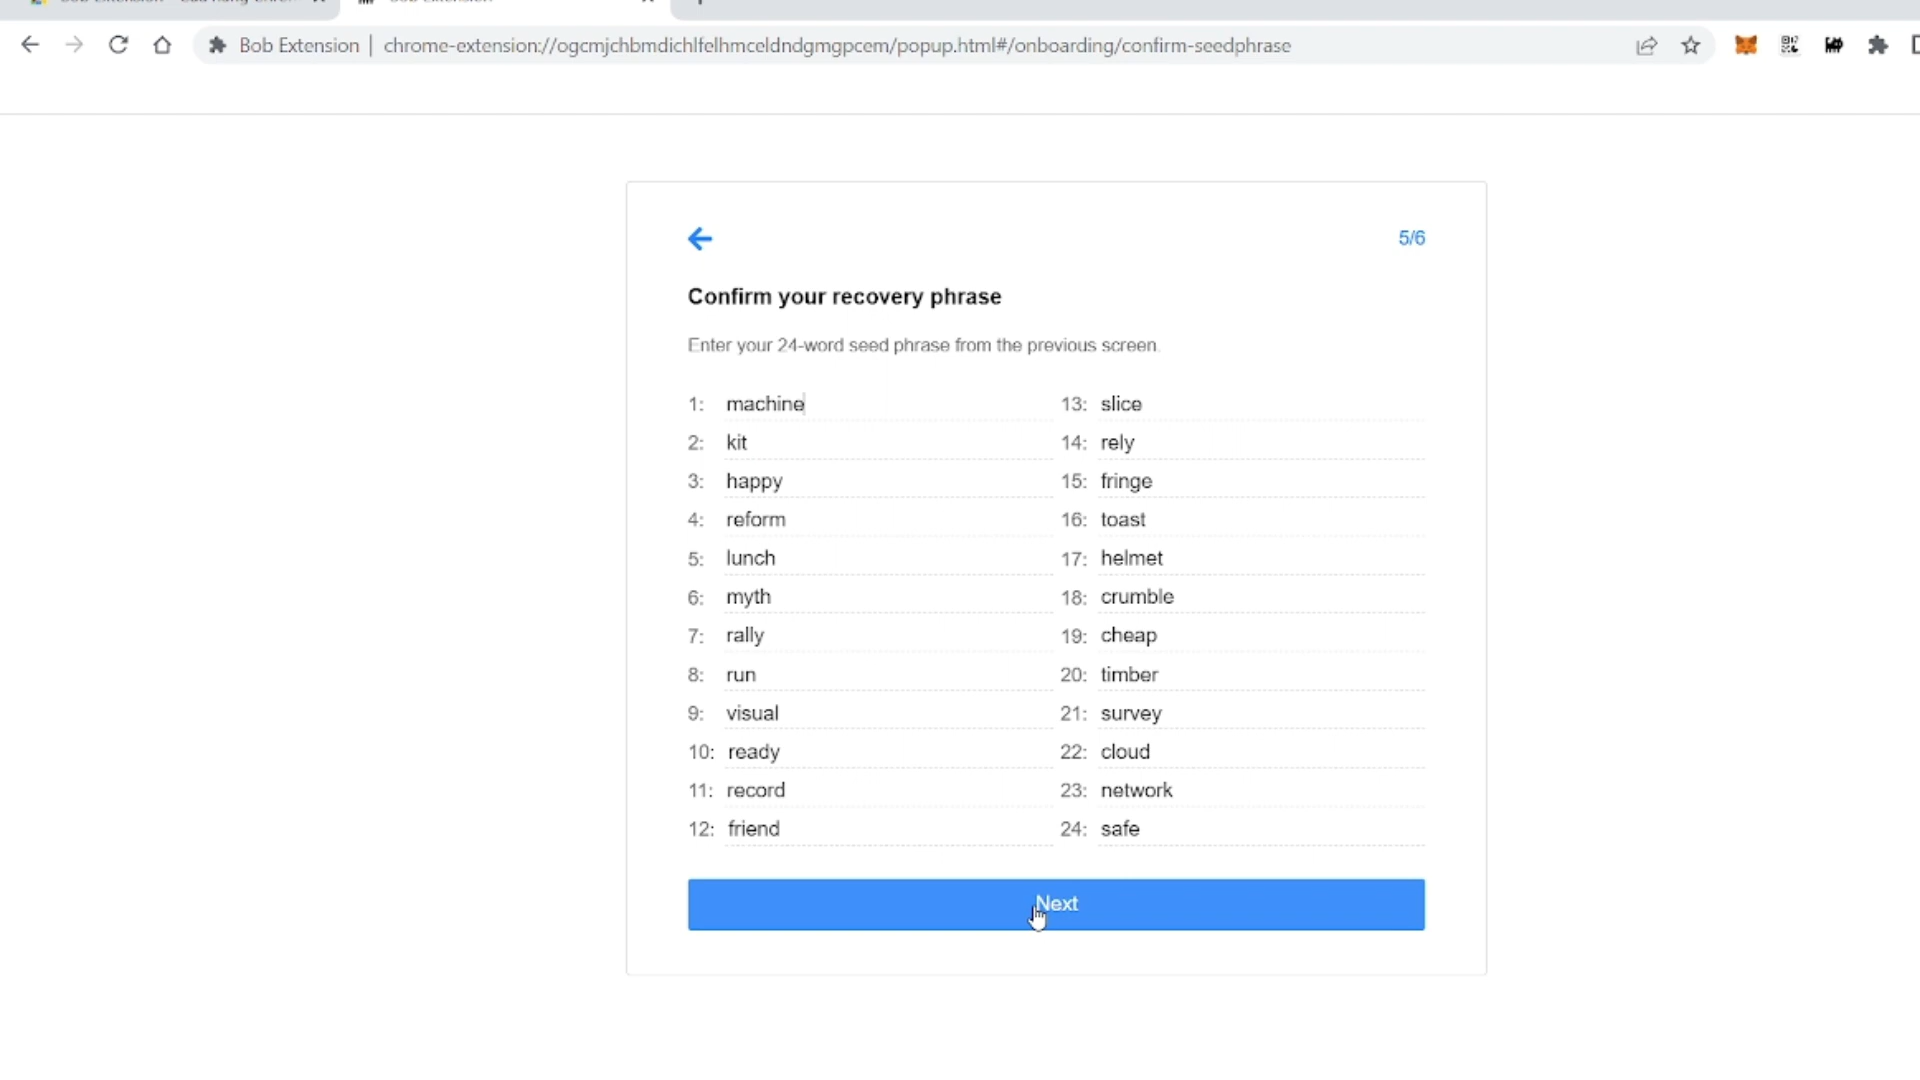 Bob Extension | chrome-extension://ogcmjchbmdichlfelhmceldndgmgpcem/popup.html#/onboarding/confirm-seedphrase
5/6
Confirm your recovery phrase
Enter your 24-word seed phrase from the previous screen.
1: machine
2: kit
3: happy
4: reform
5: lunch
6: myth
7: rally
8: run
9: visual
10: ready
11: record
12: friend
13: slice
14: rely
15: fringe
16: toast
17: helmet
18: crumble
19: cheap
20: timber
21: survey
22: cloud
23: network
24: safe
Next